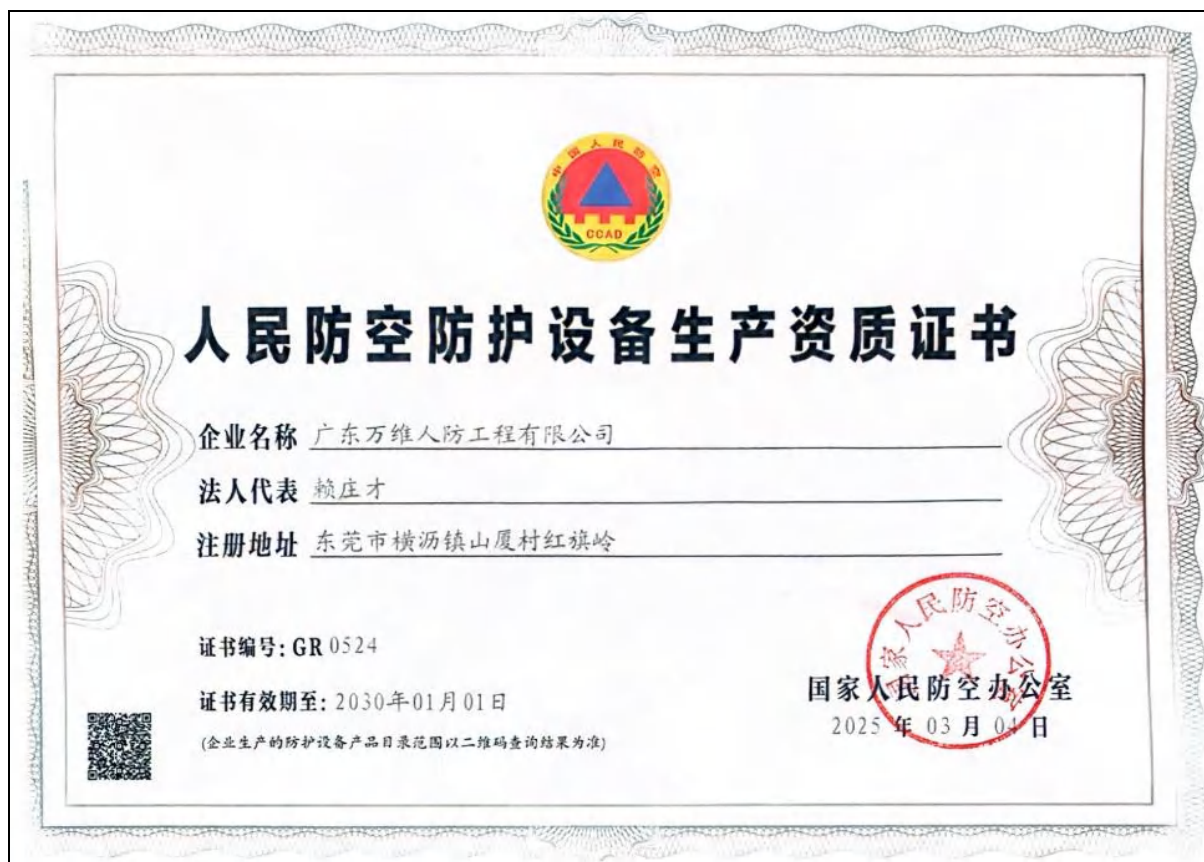 中国人民防空
CCAD
人民防空防护设备生产资质证书
企业名称 广东万维人防工程有限公司
法人代表 赖庄才
注册地址 东莞市横沥镇山厦村红旗岭
证书编号: GR 0524
证书有效期至: 2030年01月01日
(企业生产的防护设备产品目录范围以二维码查询结果为准)
国家人民防空办公室
国家人民防空办公室
2025 年 03 月 04 日